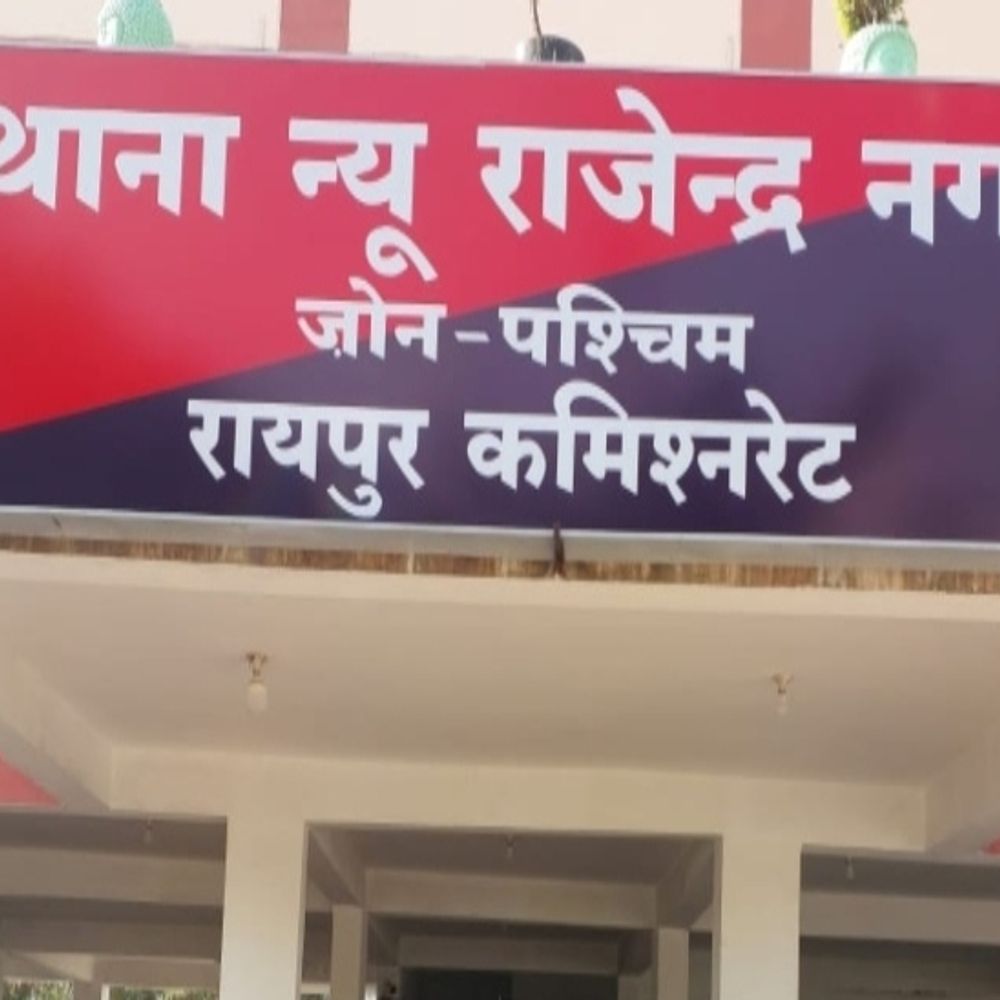 थाना न्यू राजेन्द्र नग
ज़ोन-पश्चिम
रायपुर कमिश्नरेट